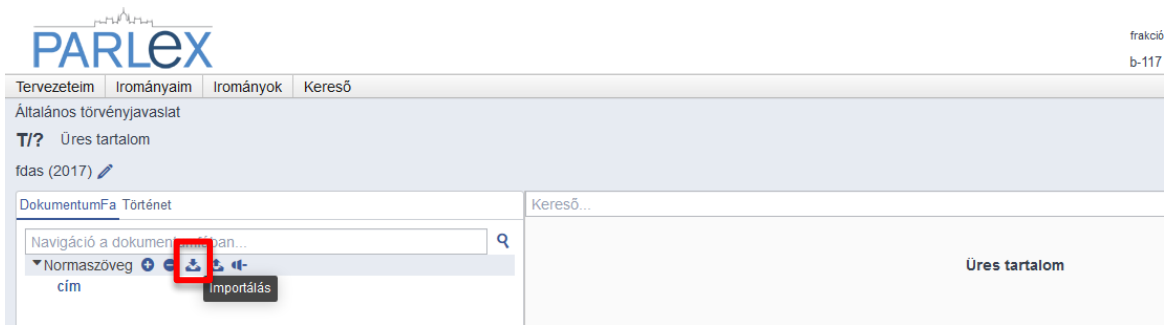 PARLEX
frakció
b-117
Tervezeteim Irományaim Irományok Kereső
Általános törvényjavaslat
T/? Üres tartalom
fdas (2017)
DokumentumFa Történet
Kereső...
Navigáció a dokumentumfában...
Normaszöveg
Üres tartalom
cím
Importálás